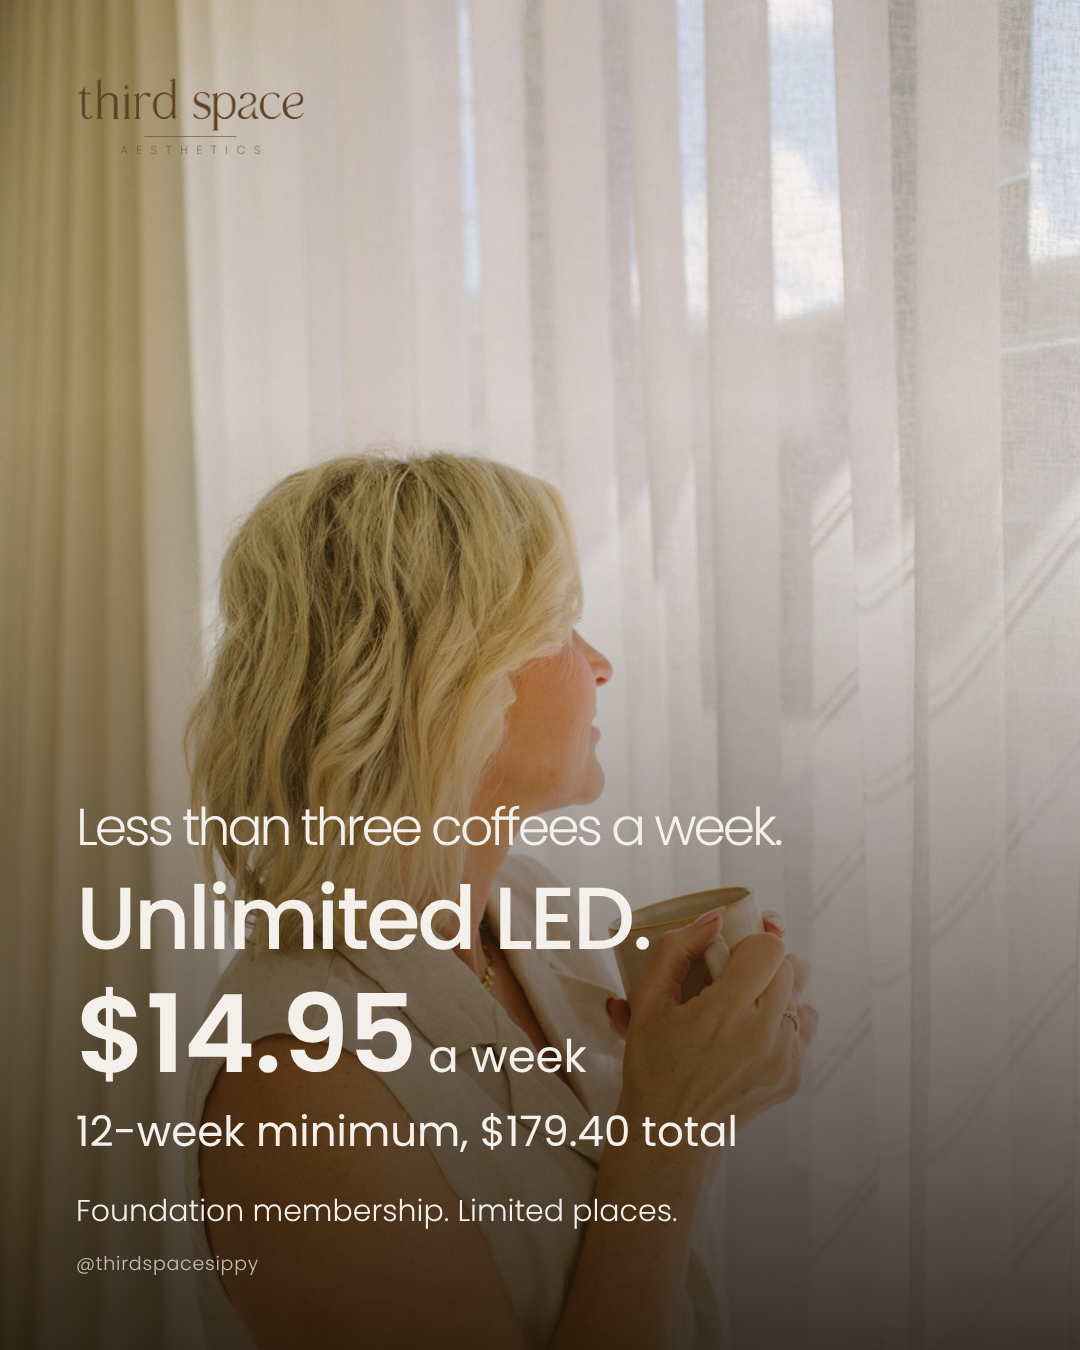 third space
AESTHETICS
Less than three coffees a week.
Unlimited LED.
$14.95 a week
12-week minimum, $179.40 total
Foundation membership. Limited places.
@thirdspacesippy